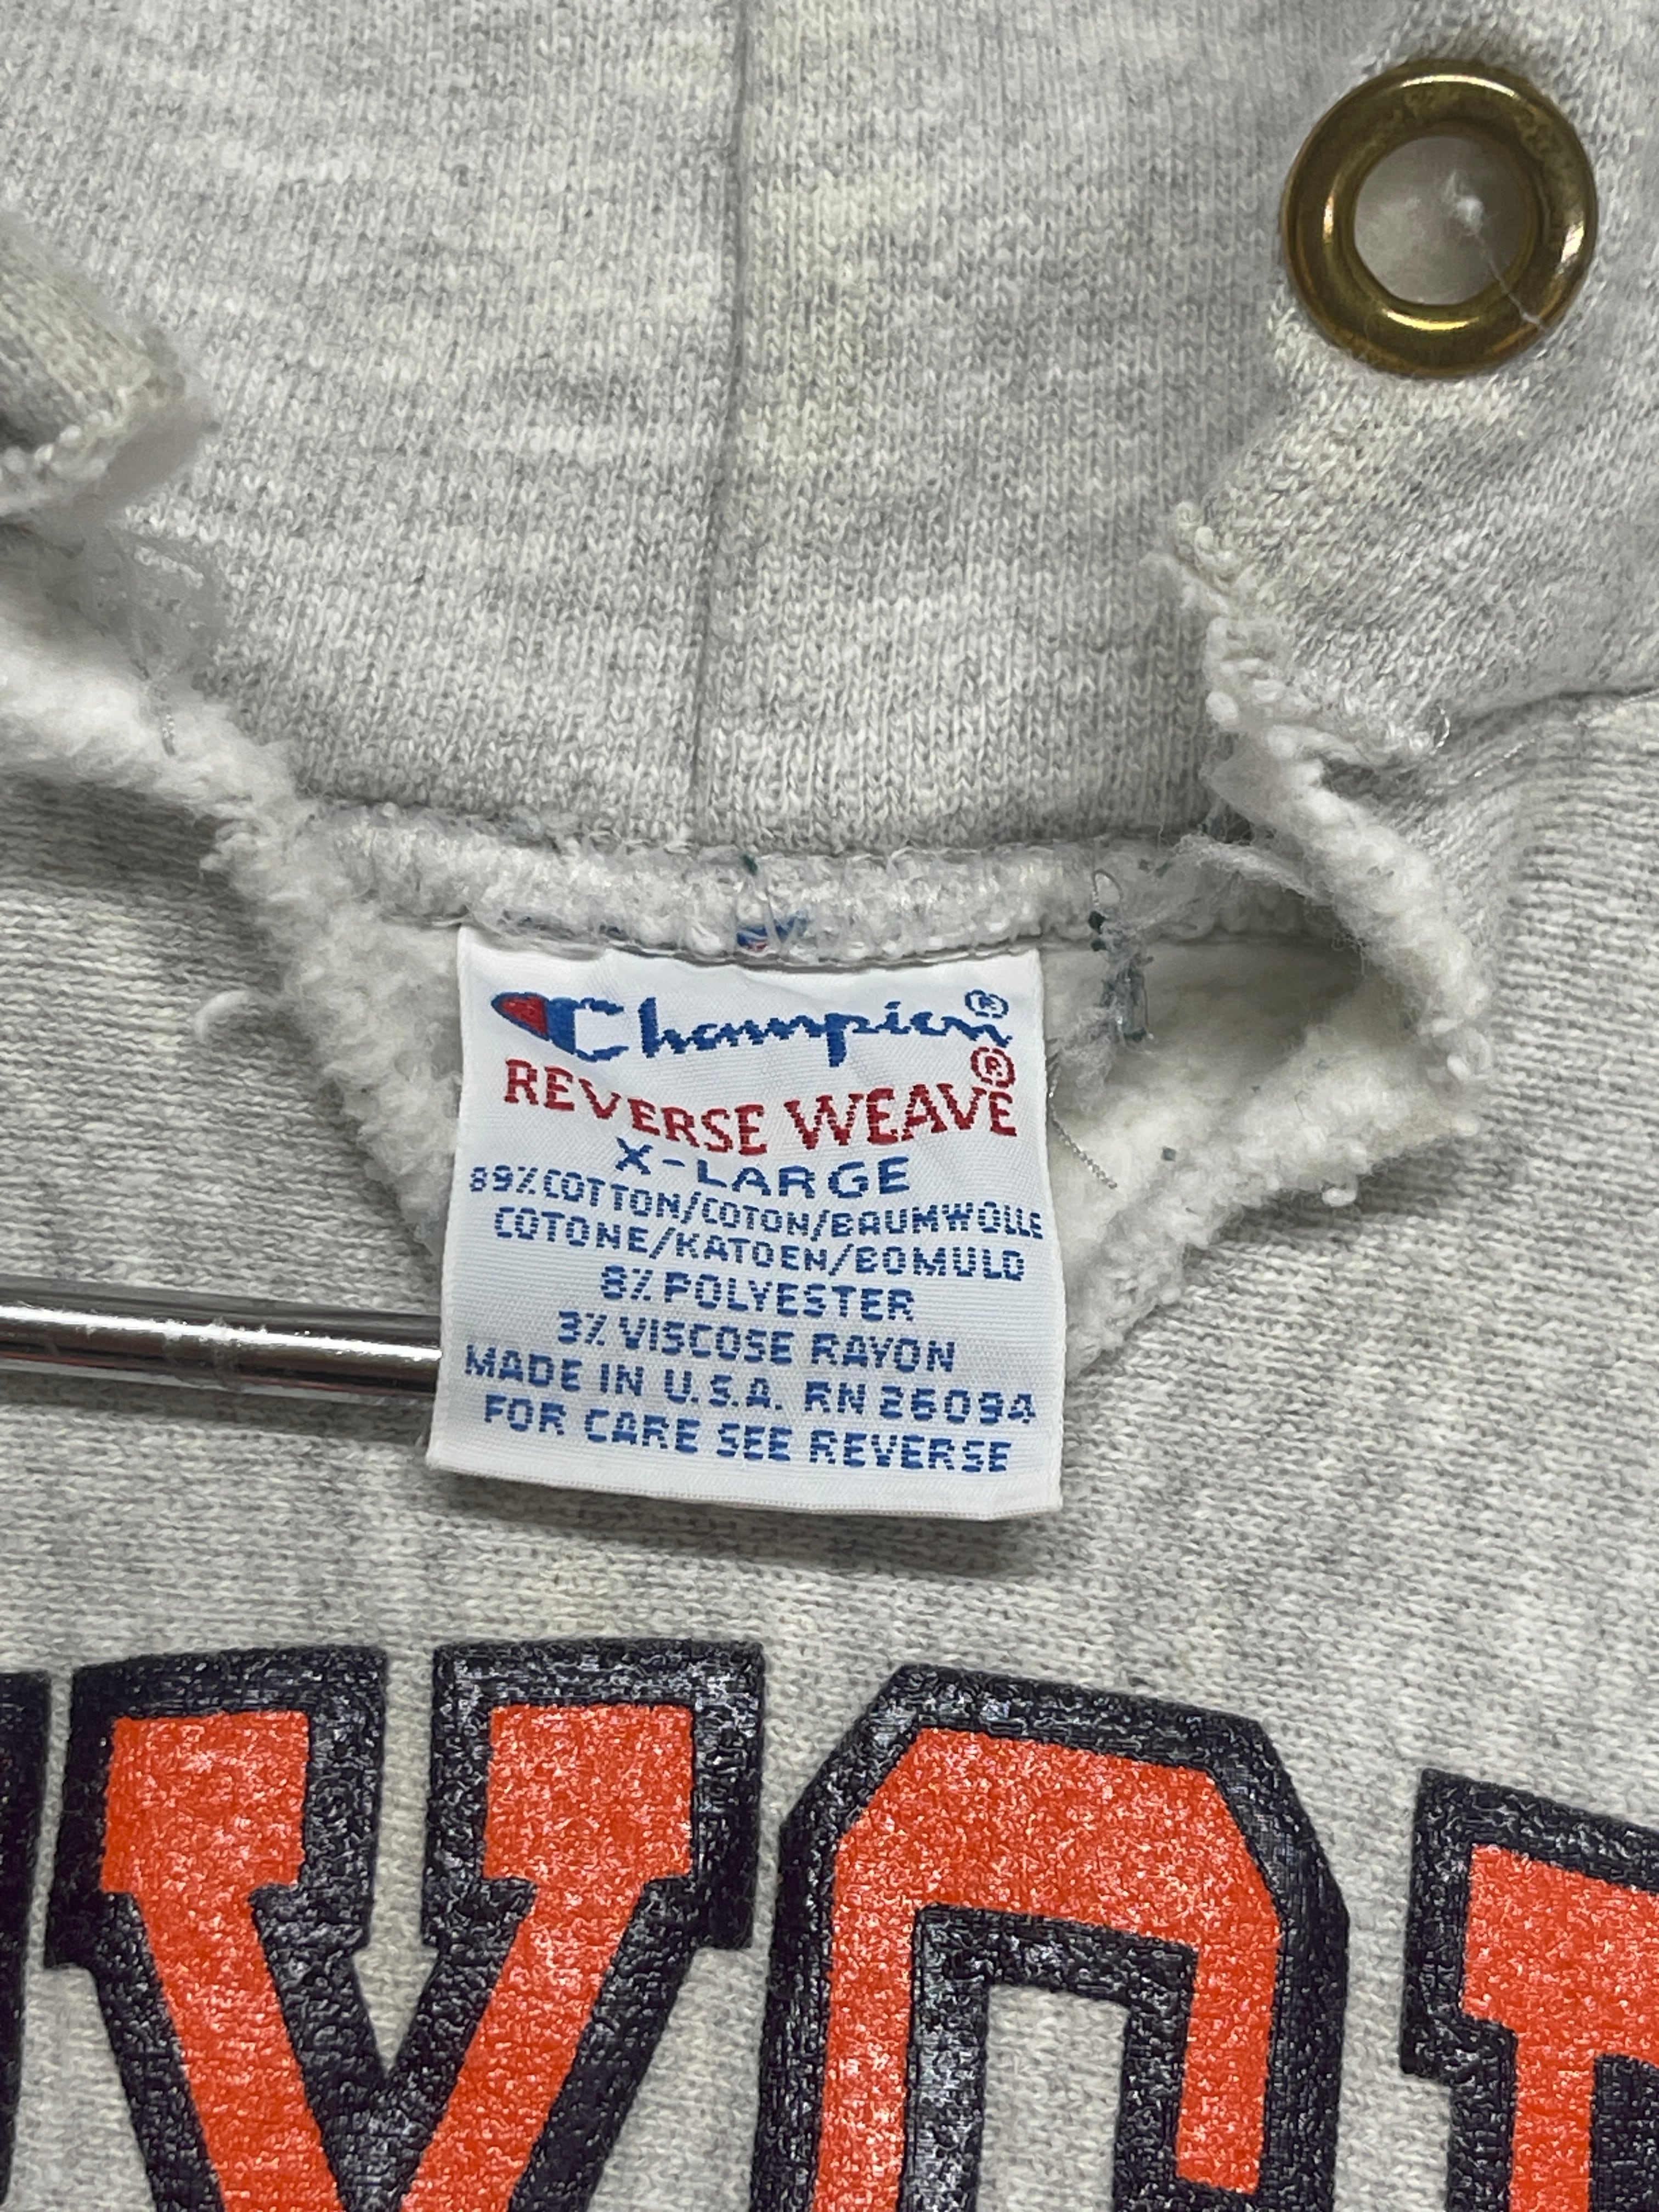 Champion®
REVERSE WEAVE®
X-LARGE
89% COTTON/COTON/BAUMWOLLE
COTONE/KATOEN/BOMULD
8% POLYESTER
3% VISCOSE RAYON
MADE IN U.S.A. RN 26094
FOR CARE SEE REVERSE